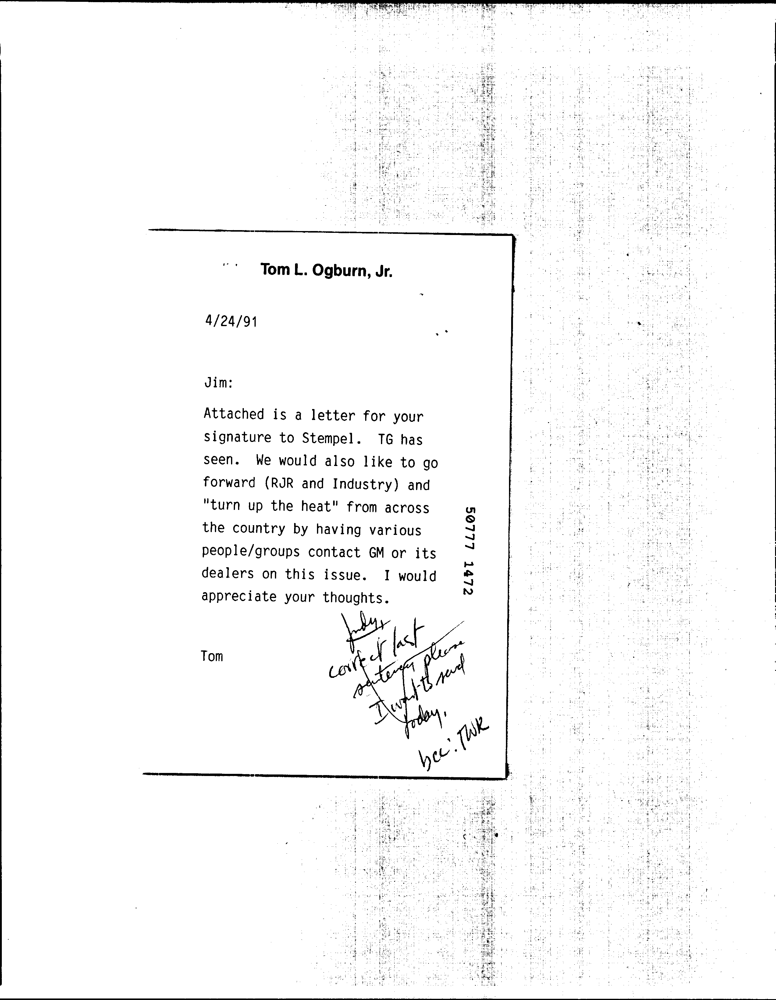 Tom L. Ogburn, Jr.
4/24/91
Jim:
Attached is a letter for your
signature to Stempel. TG has
seen. We would also like to go
forward (RJR and Industry) and
"turn up the heat" from across
the country by having various
people/groups contact GM or its
dealers on this issue. I would
appreciate your thoughts.
Tom
Judy,
correct last
sentence please
I want to send
today.
bcc: TWR
50777 1472